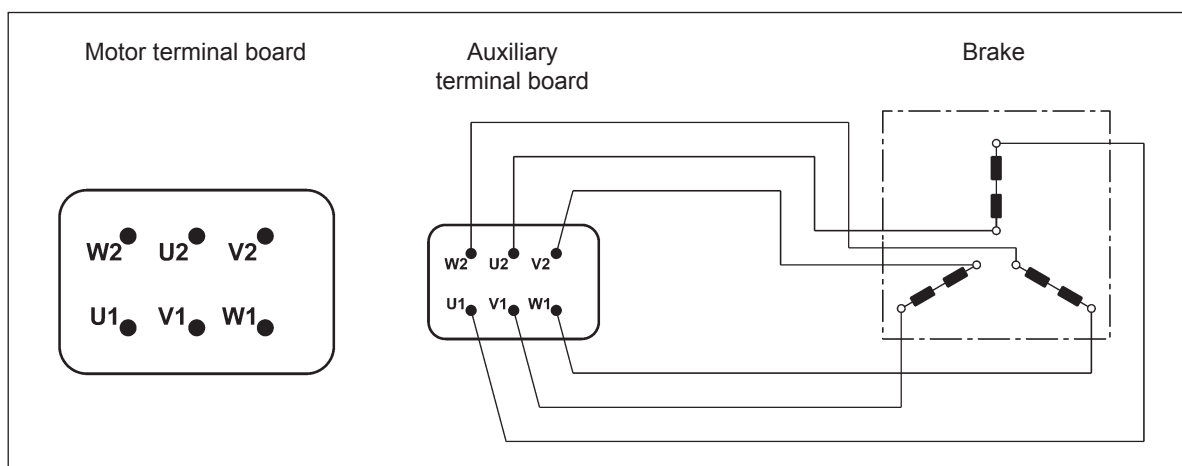 Motor terminal board
Auxiliary
terminal board
Brake
W2 U2 V2
U1 V1 W1
W2 U2 V2
U1 V1 W1